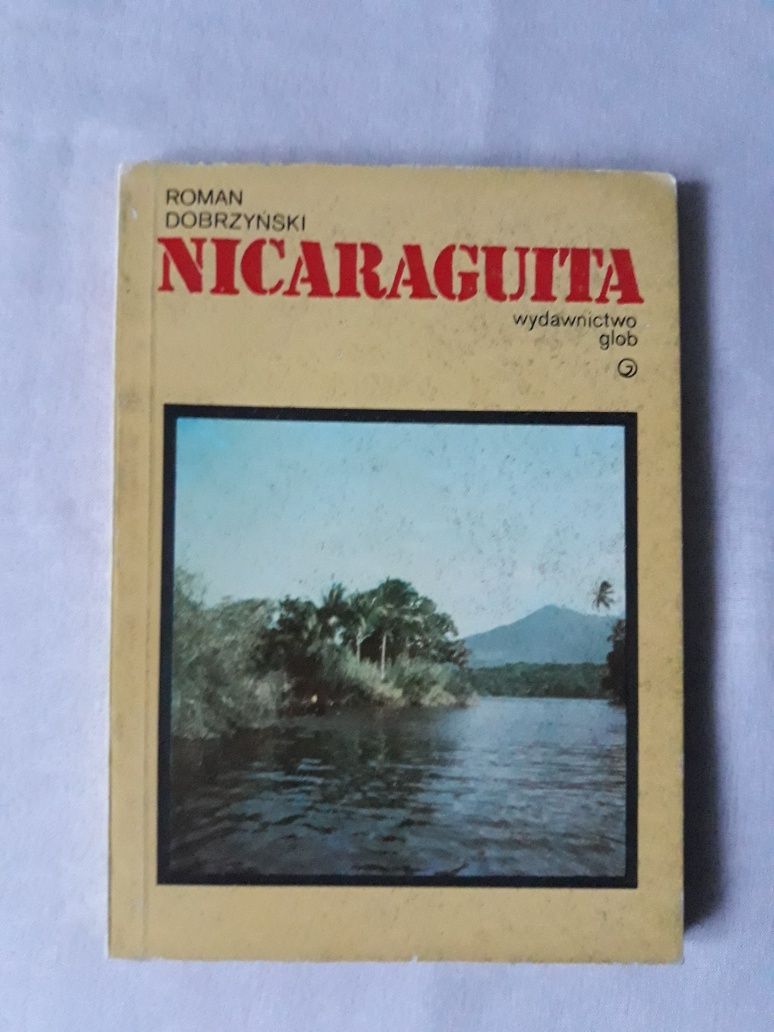 ROMAN
DOBRZYŃSKI
NICARAGUITA
wydawnictwo
glob